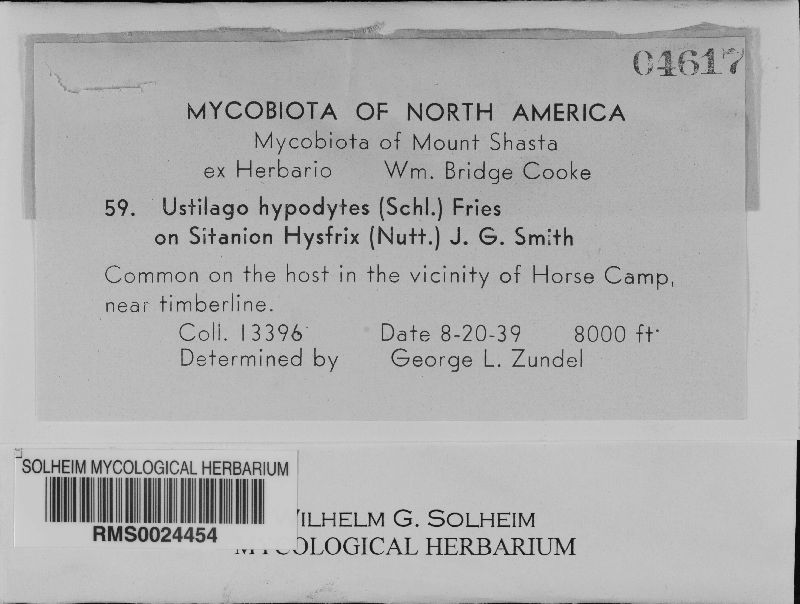 04617
MYCOBIOTA OF NORTH AMERICA
Mycobiota of Mount Shasta
ex Herbario Wm. Bridge Cooke
59. Ustilago hypodytes (Schl.) Fries
on Sitanion Hysfrix (Nutt.) J. G. Smith
Common on the host in the vicinity of Horse Camp,
near timberline.
Coll. 13396 Date 8-20-39 8000 ft.
Determined by George L. Zundel
SOLHEIM MYCOLOGICAL HERBARIUM
RMS0024454
ILHELM G. SOLHEIM
OLOGICAL HERBARIUM